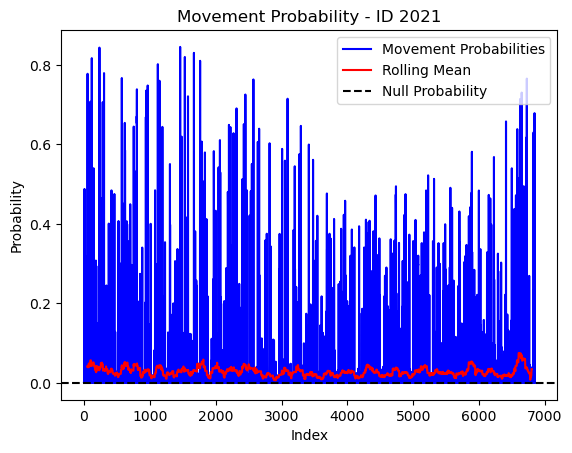 Movement Probability - ID 2021
Movement Probabilities
Rolling Mean
Null Probability
Probability
0.8
0.6
0.4
0.2
0.0
0
1000
2000
3000
4000
5000
6000
7000
Index